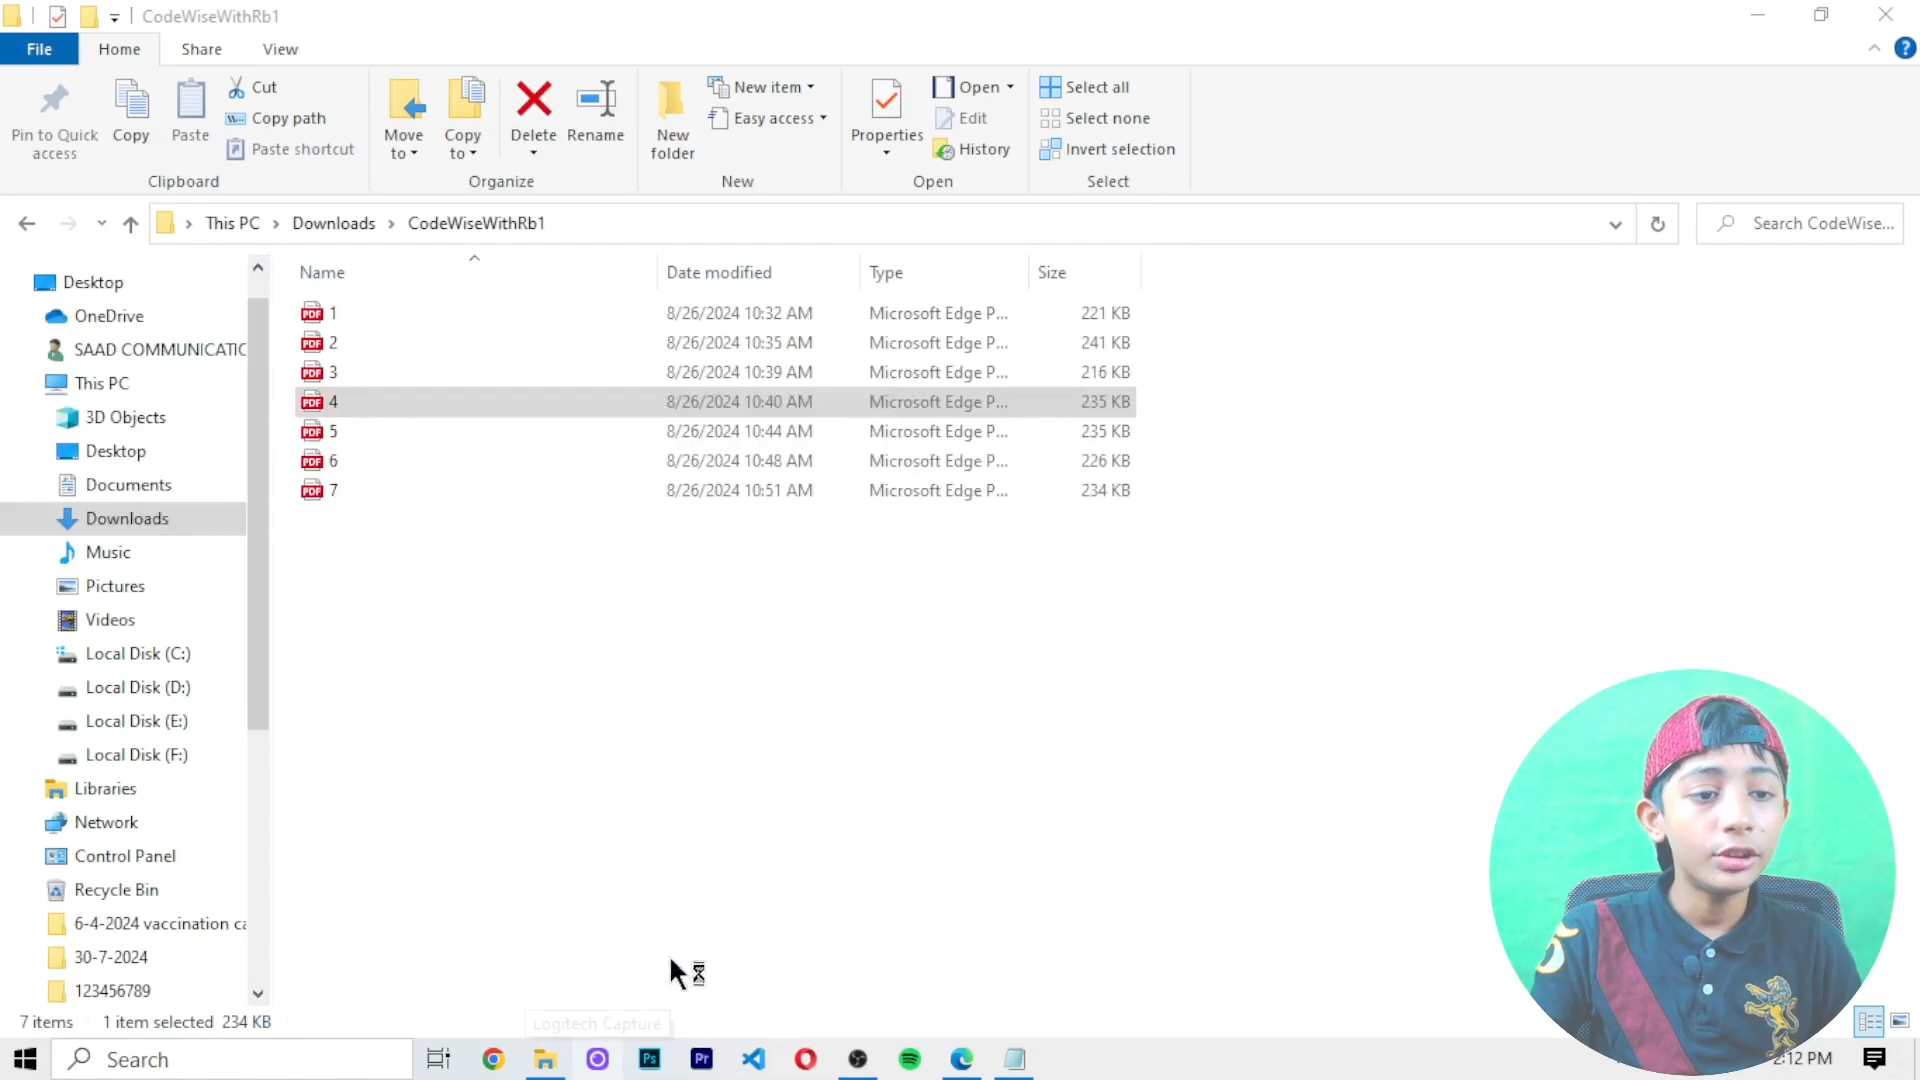 CodeWiseWithRb1
File Home Share View
Pin to Quick access
Copy
Paste
Cut
Copy path
Paste shortcut
Clipboard
Move to
Copy to
Delete
Rename
Organize
New folder
New item
Easy access
New
Properties
Open
Edit
History
Open
Select all
Select none
Invert selection
Select
This PC Downloads CodeWiseWithRb1
Search CodeWise...
Name Date modified Type Size
PDF 1 8/26/2024 10:32 AM Microsoft Edge P... 221 KB
PDF 2 8/26/2024 10:35 AM Microsoft Edge P... 241 KB
PDF 3 8/26/2024 10:39 AM Microsoft Edge P... 216 KB
PDF 4 8/26/2024 10:40 AM Microsoft Edge P... 235 KB
PDF 5 8/26/2024 10:44 AM Microsoft Edge P... 235 KB
PDF 6 8/26/2024 10:48 AM Microsoft Edge P... 226 KB
PDF 7 8/26/2024 10:51 AM Microsoft Edge P... 234 KB
Desktop
OneDrive
SAAD COMMUNICATIC
This PC
3D Objects
Desktop
Documents
Downloads
Music
Pictures
Videos
Local Disk (C:)
Local Disk (D:)
Local Disk (E:)
Local Disk (F:)
Libraries
Network
Control Panel
Recycle Bin
6-4-2024 vaccination ca
30-7-2024
123456789
7 items 1 item selected 234 KB
Logitech Capture
Search
Ps
Pr
2:12 PM